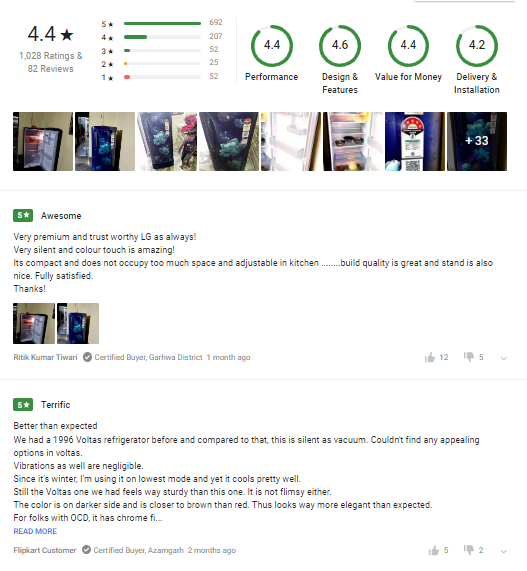 4.4★
1,028 Ratings &
82 Reviews
5★ 692
4★ 207
3★ 52
2★ 25
1★ 52
4.4
Performance
4.6
Design &
Features
4.4
Value for Money
4.2
Delivery &
Installation
+ 33
5★ Awesome
Very premium and trust worthy LG as always!
Very silent and colour touch is amazing!
Its compact and does not occupy too much space and adjustable in kitchen ........build quality is great and stand is also
nice. Fully satisfied.
Thanks!
Ritik Kumar Tiwari Certified Buyer, Garhwa District 1 month ago 12 5
5★ Terrific
Better than expected
We had a 1996 Voltas refrigerator before and compared to that, this is silent as vacuum. Couldn't find any appealing
options in voltas.
Vibrations as well are negligible.
Since it's winter, I'm using it on lowest mode and yet it cools pretty well.
Still the Voltas one we had feels way sturdy than this one. It is not flimsy either.
The color is on darker side and is closer to brown than red. Thus looks way more elegant than expected.
For folks with OCD, it has chrome fi...
READ MORE
Flipkart Customer Certified Buyer, Azamgarh 2 months ago 5 2